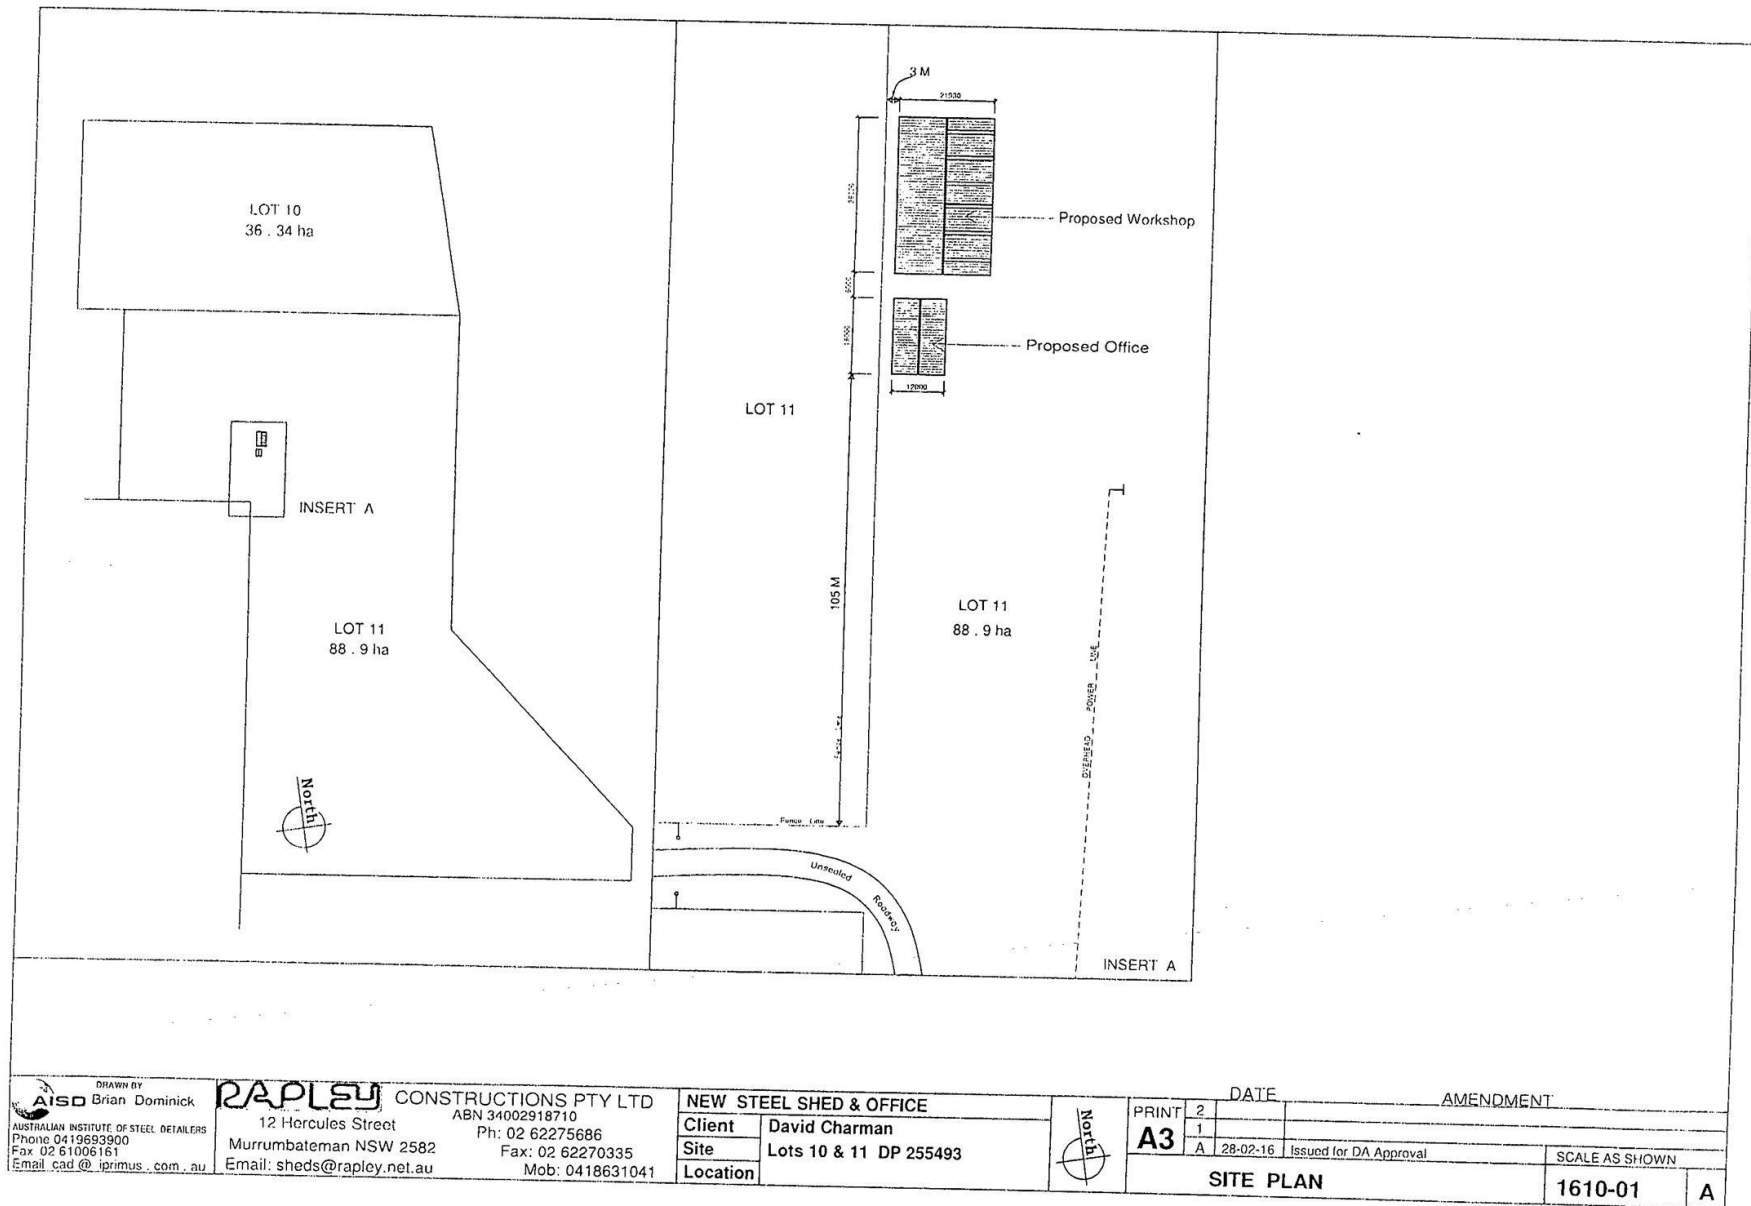 LOT 10
36 . 34 ha
INSERT A
LOT 11
88 . 9 ha
North
3 M
Proposed Workshop
Proposed Office
12000
LOT 11
105 M
LOT 11
88 . 9 ha
OVERHEAD POWER LINE
Fence Line
Fence Line
Unsealed Roadway
INSERT A
DRAWN BY
AISD Brian Dominick
AUSTRALIAN INSTITUTE OF STEEL DETAILERS
Phone 0419693900
Fax 02 61006161
Email cad @ iprimus . com . au
RAPLEY CONSTRUCTIONS PTY LTD
ABN 34002918710
12 Hercules Street
Ph: 02 62275686
Murrumbateman NSW 2582
Fax: 02 62270335
Email: sheds@rapley.net.au
Mob: 0418631041
NEW STEEL SHED & OFFICE
Client David Charman
Site Lots 10 & 11 DP 255493
Location
North
DATE AMENDMENT
PRINT 2
A3 1
A 28-02-16 Issued for DA Approval
SCALE AS SHOWN
SITE PLAN
1610-01 A